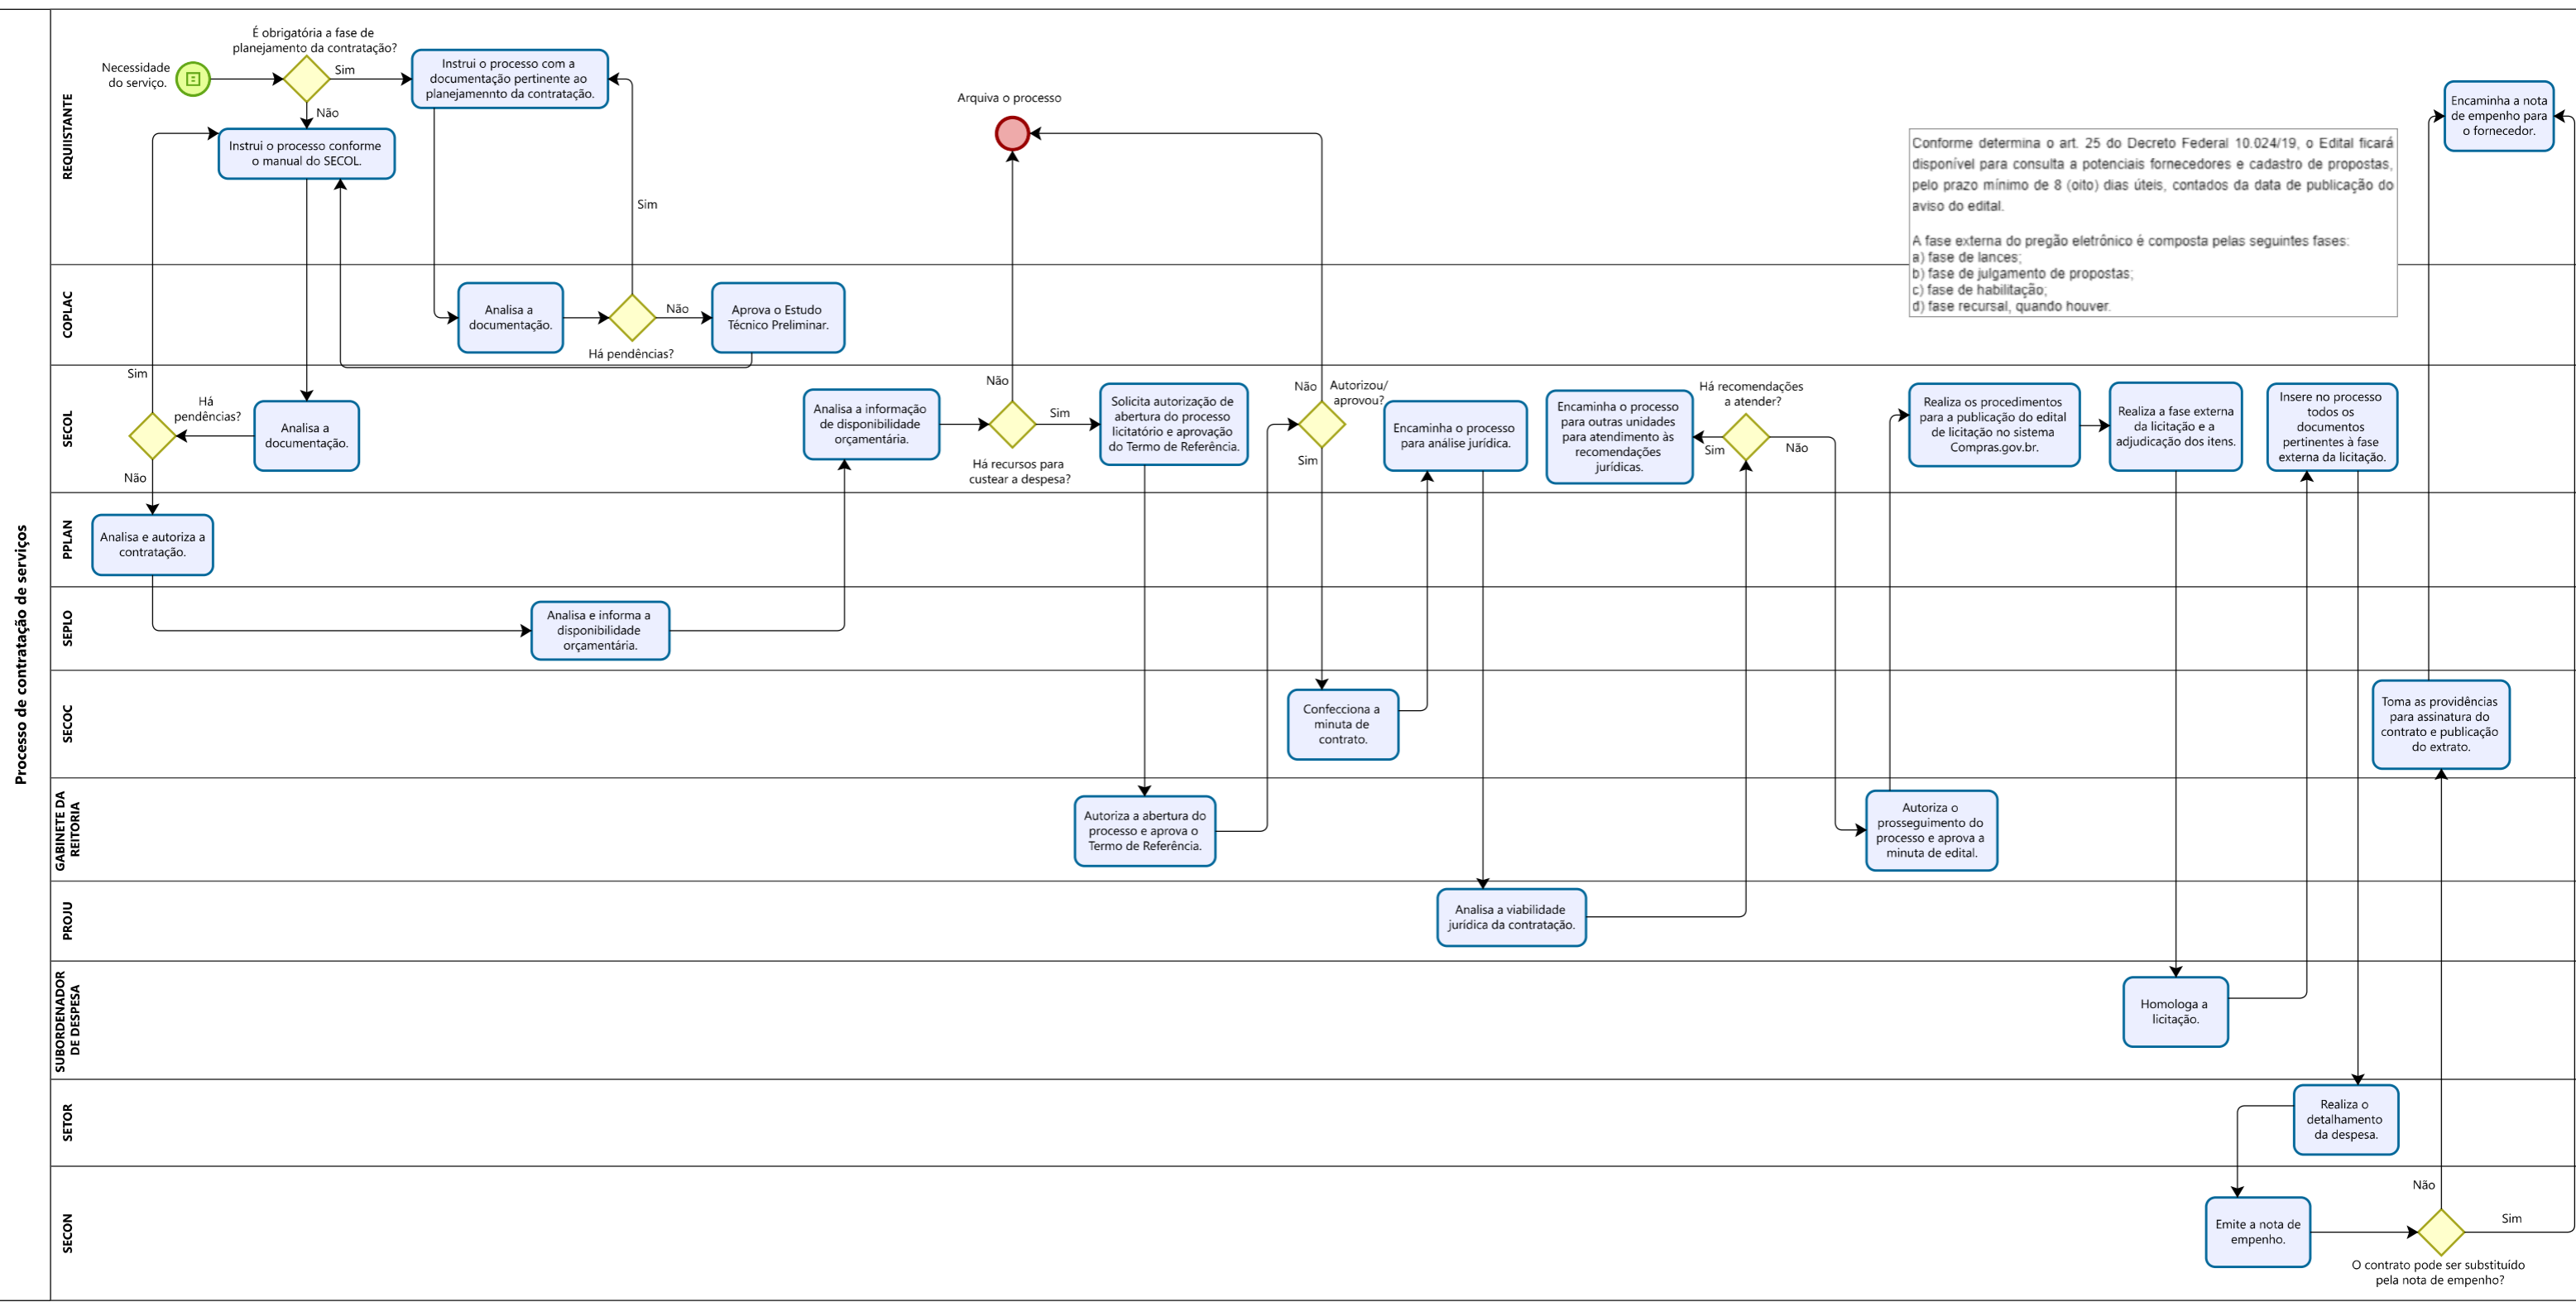 Processo de contratação de serviços
REQUIISTANTE
Necessidade
do serviço.
É obrigatória a fase de
planejamento da contratação?
Sim
Não
Instrui o processo com a
documentação pertinente ao
planejamennto da contratação.
Instrui o processo conforme
o manual do SECOL.
Sim
Arquiva o processo
Conforme determina o art. 25 do Decreto Federal 10.024/19, o Edital ficará
disponível para consulta a potenciais fornecedores e cadastro de propostas,
pelo prazo mínimo de 8 (oito) dias úteis, contados da data de publicação do
aviso do edital.
A fase externa do pregão eletrônico é composta pelas seguintes fases:
a) fase de lances;
b) fase de julgamento de propostas;
c) fase de habilitação;
d) fase recursal, quando houver.
Encaminha a nota
de empenho para
o fornecedor.
COPLAC
Analisa a
documentação.
Há pendências?
Não
Aprova o Estudo
Técnico Preliminar.
SECOL
Sim
Há
pendências?
Não
Analisa a
documentação.
Analisa a informação
de disponibilidade
orçamentária.
Não
Sim
Há recursos para
custear a despesa?
Solicita autorização de
abertura do processo
licitatório e aprovação
do Termo de Referência.
Não
Autorizou/
aprovou?
Sim
Encaminha o processo
para análise jurídica.
Encaminha o processo
para outras unidades
para atendimento às
recomendações
jurídicas.
Há recomendações
a atender?
Sim
Não
Realiza os procedimentos
para a publicação do edital
de licitação no sistema
Compras.gov.br.
Realiza a fase externa
da licitação e a
adjudicação dos itens.
Insere no processo
todos os
documentos
pertinentes à fase
externa da licitação.
PPLAN
Analisa e autoriza a
contratação.
SEPLO
Analisa e informa a
disponibilidade
orçamentária.
SECOC
Confecciona a
minuta de
contrato.
Toma as providências
para assinatura do
contrato e publicação
do extrato.
GABINETE DA
REITORIA
Autoriza a abertura do
processo e aprova o
Termo de Referência.
Autoriza o
prosseguimento do
processo e aprova a
minuta de edital.
PROJU
Analisa a viabilidade
jurídica da contratação.
SUBORDENADOR
DE DESPESA
Homologa a
licitação.
SETOR
Realiza o
detalhamento
da despesa.
SECON
Emite a nota de
empenho.
Não
Sim
O contrato pode ser substituído
pela nota de empenho?